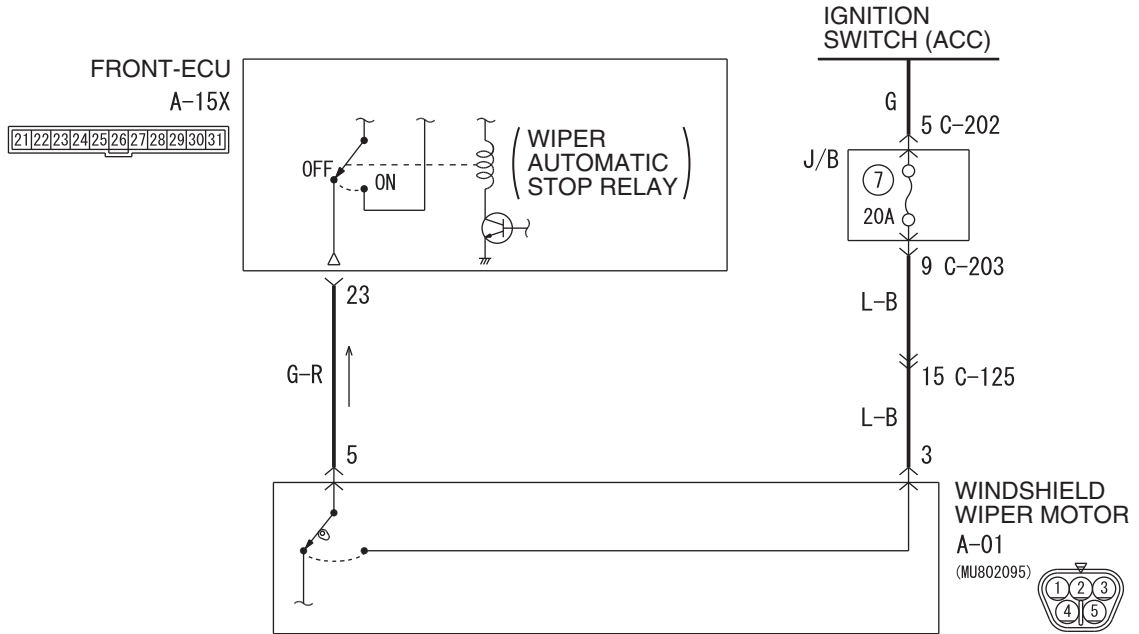 IGNITION
SWITCH (ACC)
FRONT-ECU
A-15X
21 22 23 24 25 26 27 28 29 30 31
G
5 C-202
J/B
7
20A
WIPER
AUTOMATIC
STOP RELAY
OFF
ON
23
9 C-203
L-B
G-R
15 C-125
L-B
5
3
WINDSHIELD
WIPER MOTOR
A-01
(MU802095)
1 2 3
4 5